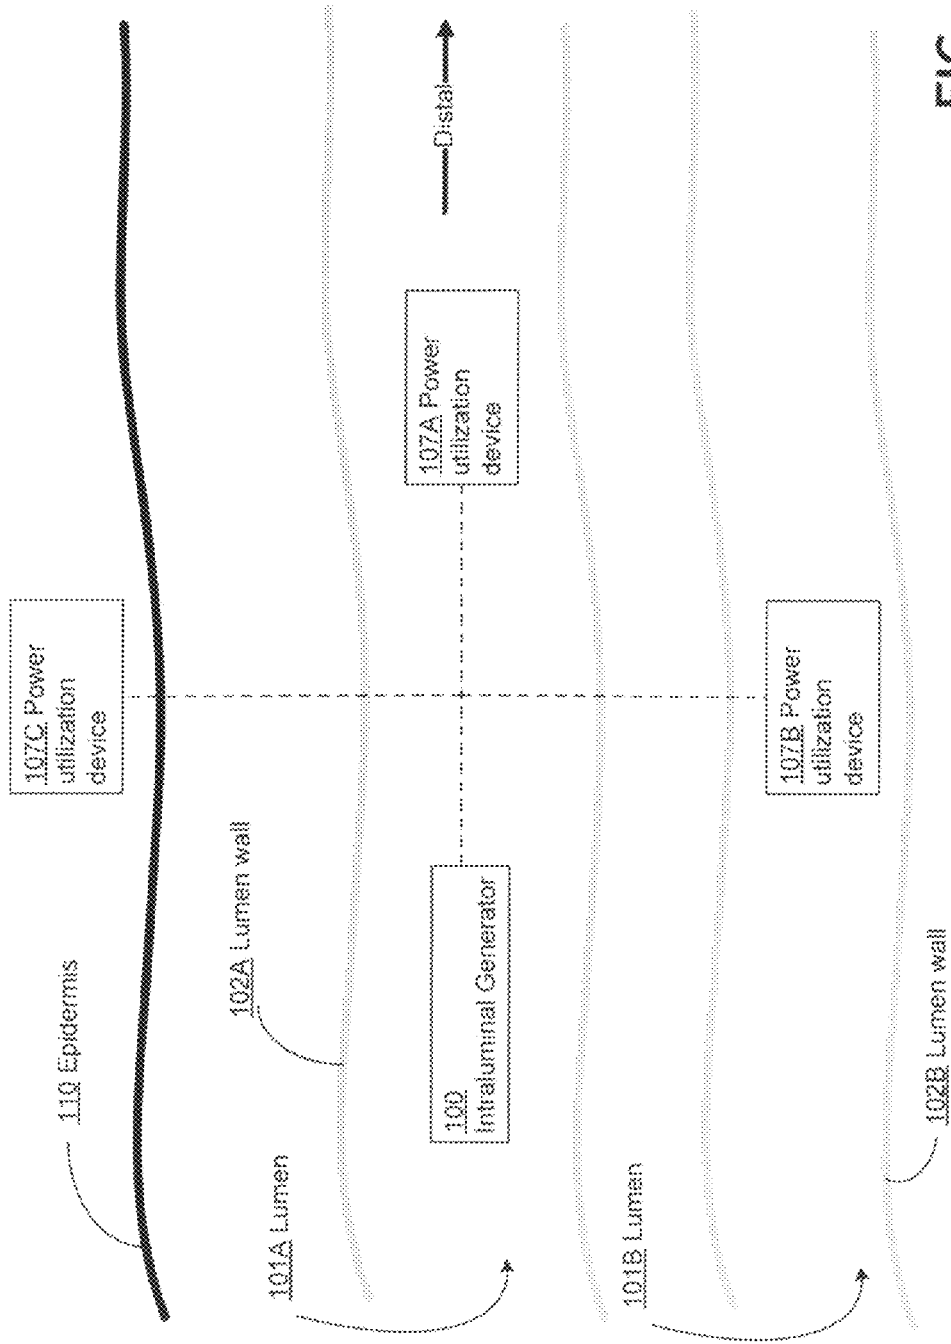 107C Power
utilization
device
110 Epidermis
102A Lumen wall
101A Lumen
107A Power
utilization
device
Distal
100
Intraluminal Generator
101B Lumen
107B Power
utilization
device
102B Lumen wall
FIG